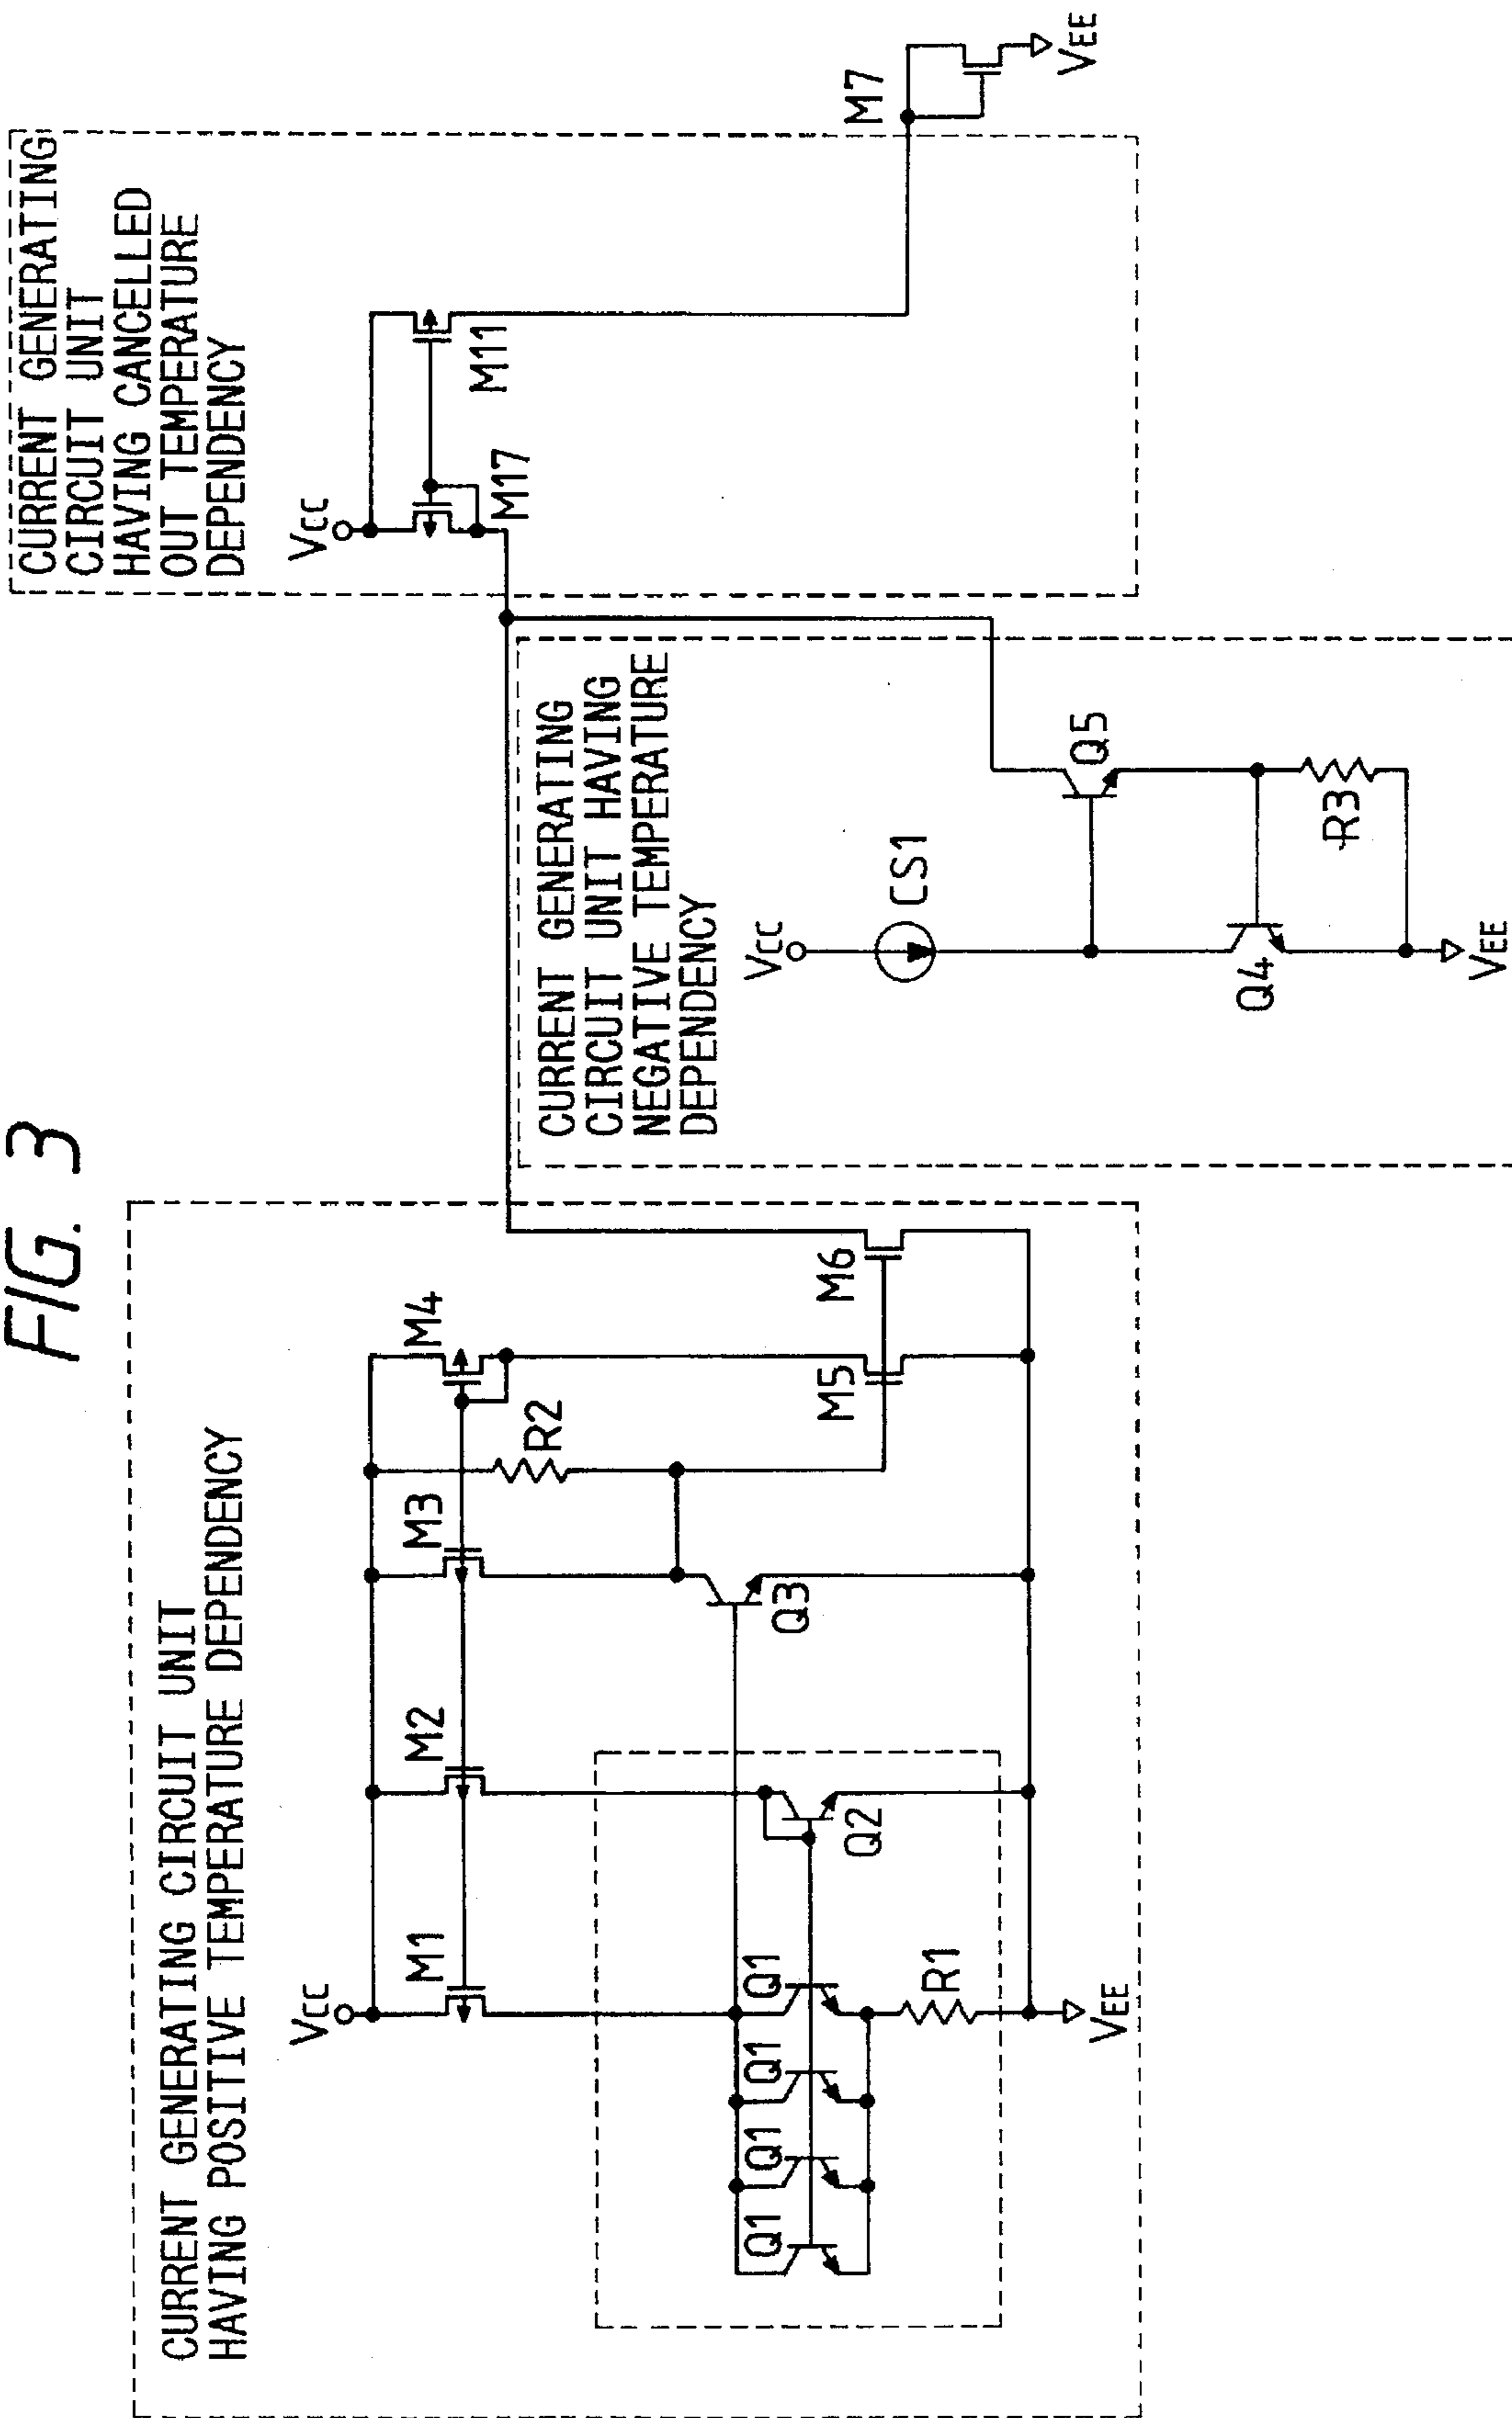 FIG. 3
CURRENT GENERATING CIRCUIT UNIT
HAVING POSITIVE TEMPERATURE DEPENDENCY
VCC
M1
M2
M3
M4
R2
Q1
Q1
Q1
Q1
Q2
Q3
M5
M6
R1
VEE
CURRENT GENERATING
CIRCUIT UNIT HAVING
NEGATIVE TEMPERATURE
DEPENDENCY
VCC
CS1
Q5
Q4
R3
VEE
CURRENT GENERATING
CIRCUIT UNIT
HAVING CANCELLED
OUT TEMPERATURE
DEPENDENCY
VCC
M17
M11
M7
VEE